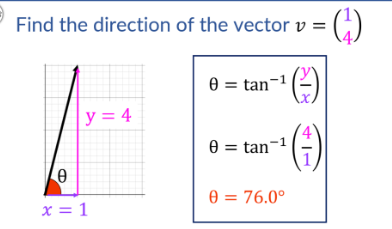 Find the direction of the vector v = (1 4)
θ = tan⁻¹ (y/x)
y = 4
θ = tan⁻¹ (4/1)
θ
θ = 76.0°
x = 1